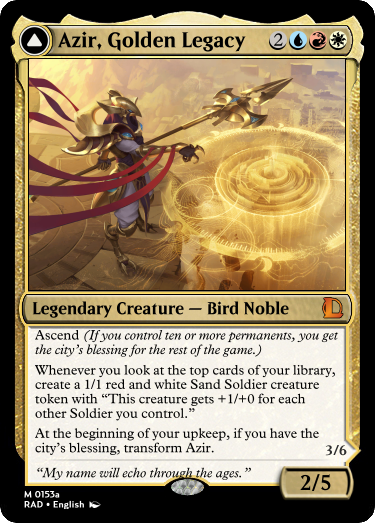 Azir, Golden Legacy 2
Legendary Creature — Bird Noble
Ascend (If you control ten or more permanents, you get
the city's blessing for the rest of the game.)
Whenever you look at the top cards of your library,
create a 1/1 red and white Sand Soldier creature
token with “This creature gets +1/+0 for each
other Soldier you control.”
At the beginning of your upkeep, if you have the
city's blessing, transform Azir.
3/6
“My name will echo through the ages.”
2/5
M 0153a
RAD • English